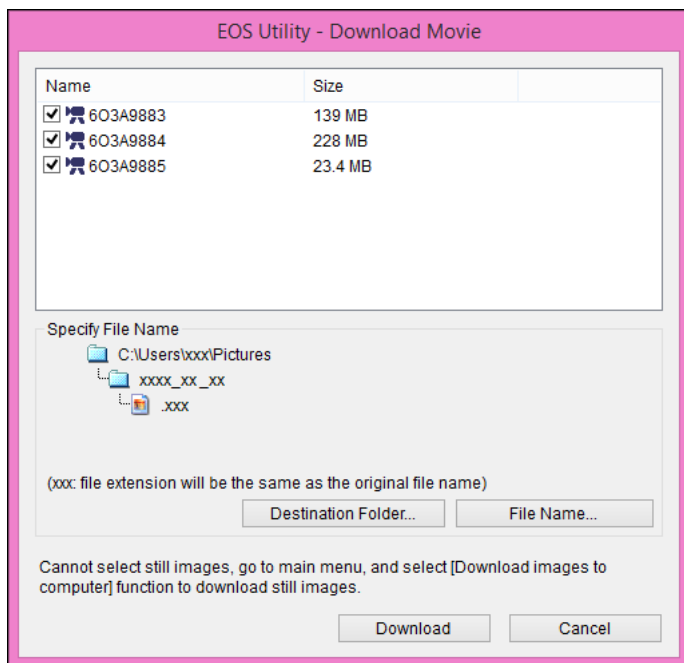 EOS Utility - Download Movie
Name Size
6O3A9883 139 MB
6O3A9884 228 MB
6O3A9885 23.4 MB
Specify File Name
C:\Users\xxx\Pictures
xxxx_xx_xx
.xxx
(xxx: file extension will be the same as the original file name)
Destination Folder... File Name...
Cannot select still images, go to main menu, and select [Download images to
computer] function to download still images.
Download Cancel